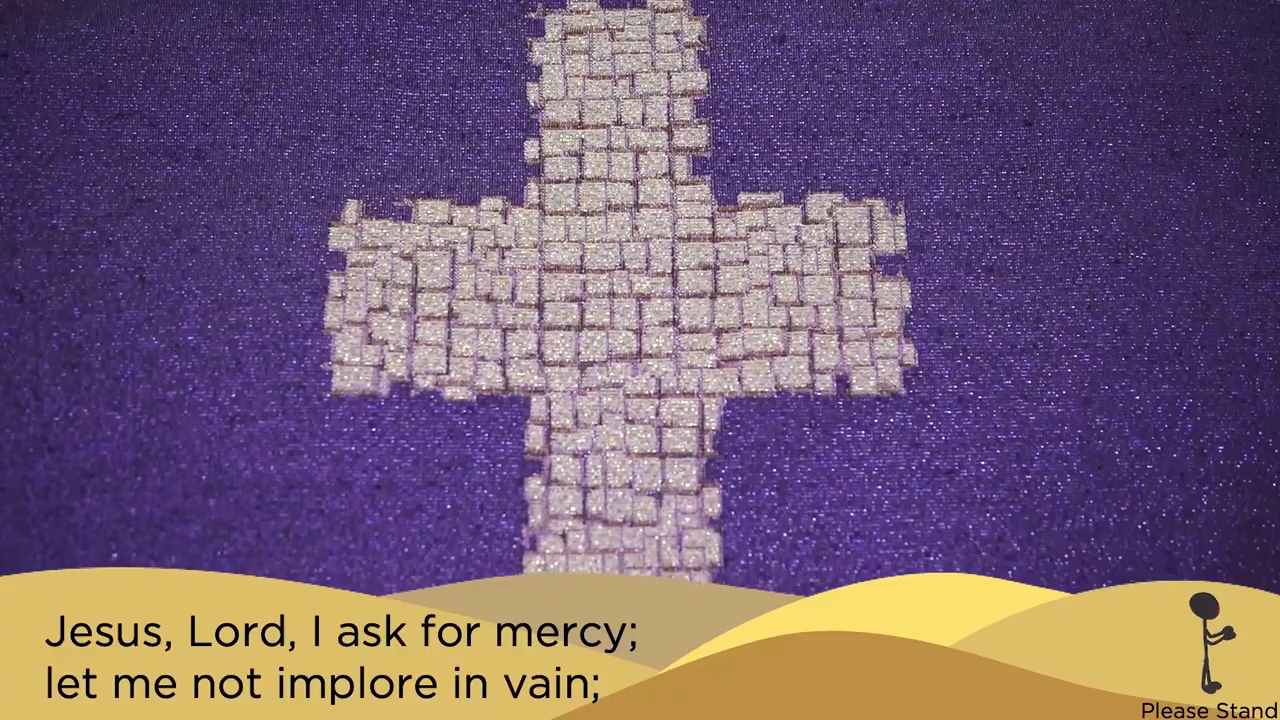 Jesus, Lord, I ask for mercy;
let me not implore in vain;
Please Stand